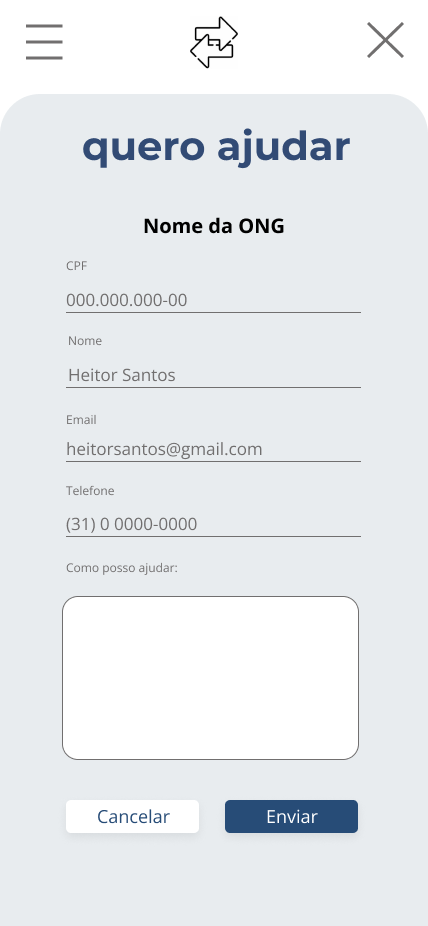 quero ajudar
Nome da ONG
CPF
000.000.000-00
Nome
Heitor Santos
Email
heitorsantos@gmail.com
Telefone
(31) 0 0000-0000
Como posso ajudar:
Cancelar
Enviar